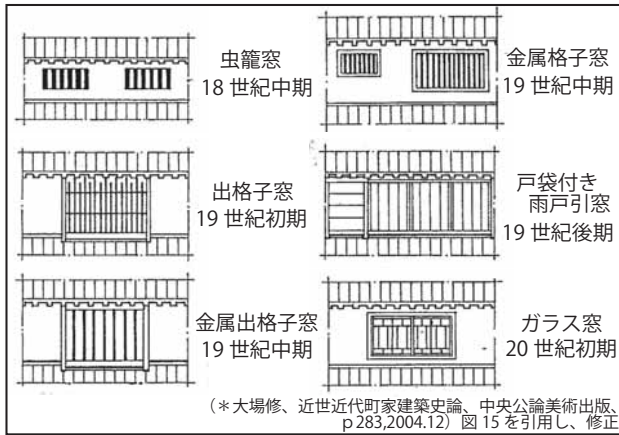 虫籠窓
18 世紀中期
出格子窓
19 世紀初期
金属出格子窓
19 世紀中期
金属格子窓
19 世紀中期
戸袋付き
雨戸引窓
19 世紀後期
ガラス窓
20 世紀初期
(＊大場修、近世近代町家建築史論、中央公論美術出版、
p283,2004.12）図 15 を引用し、修正